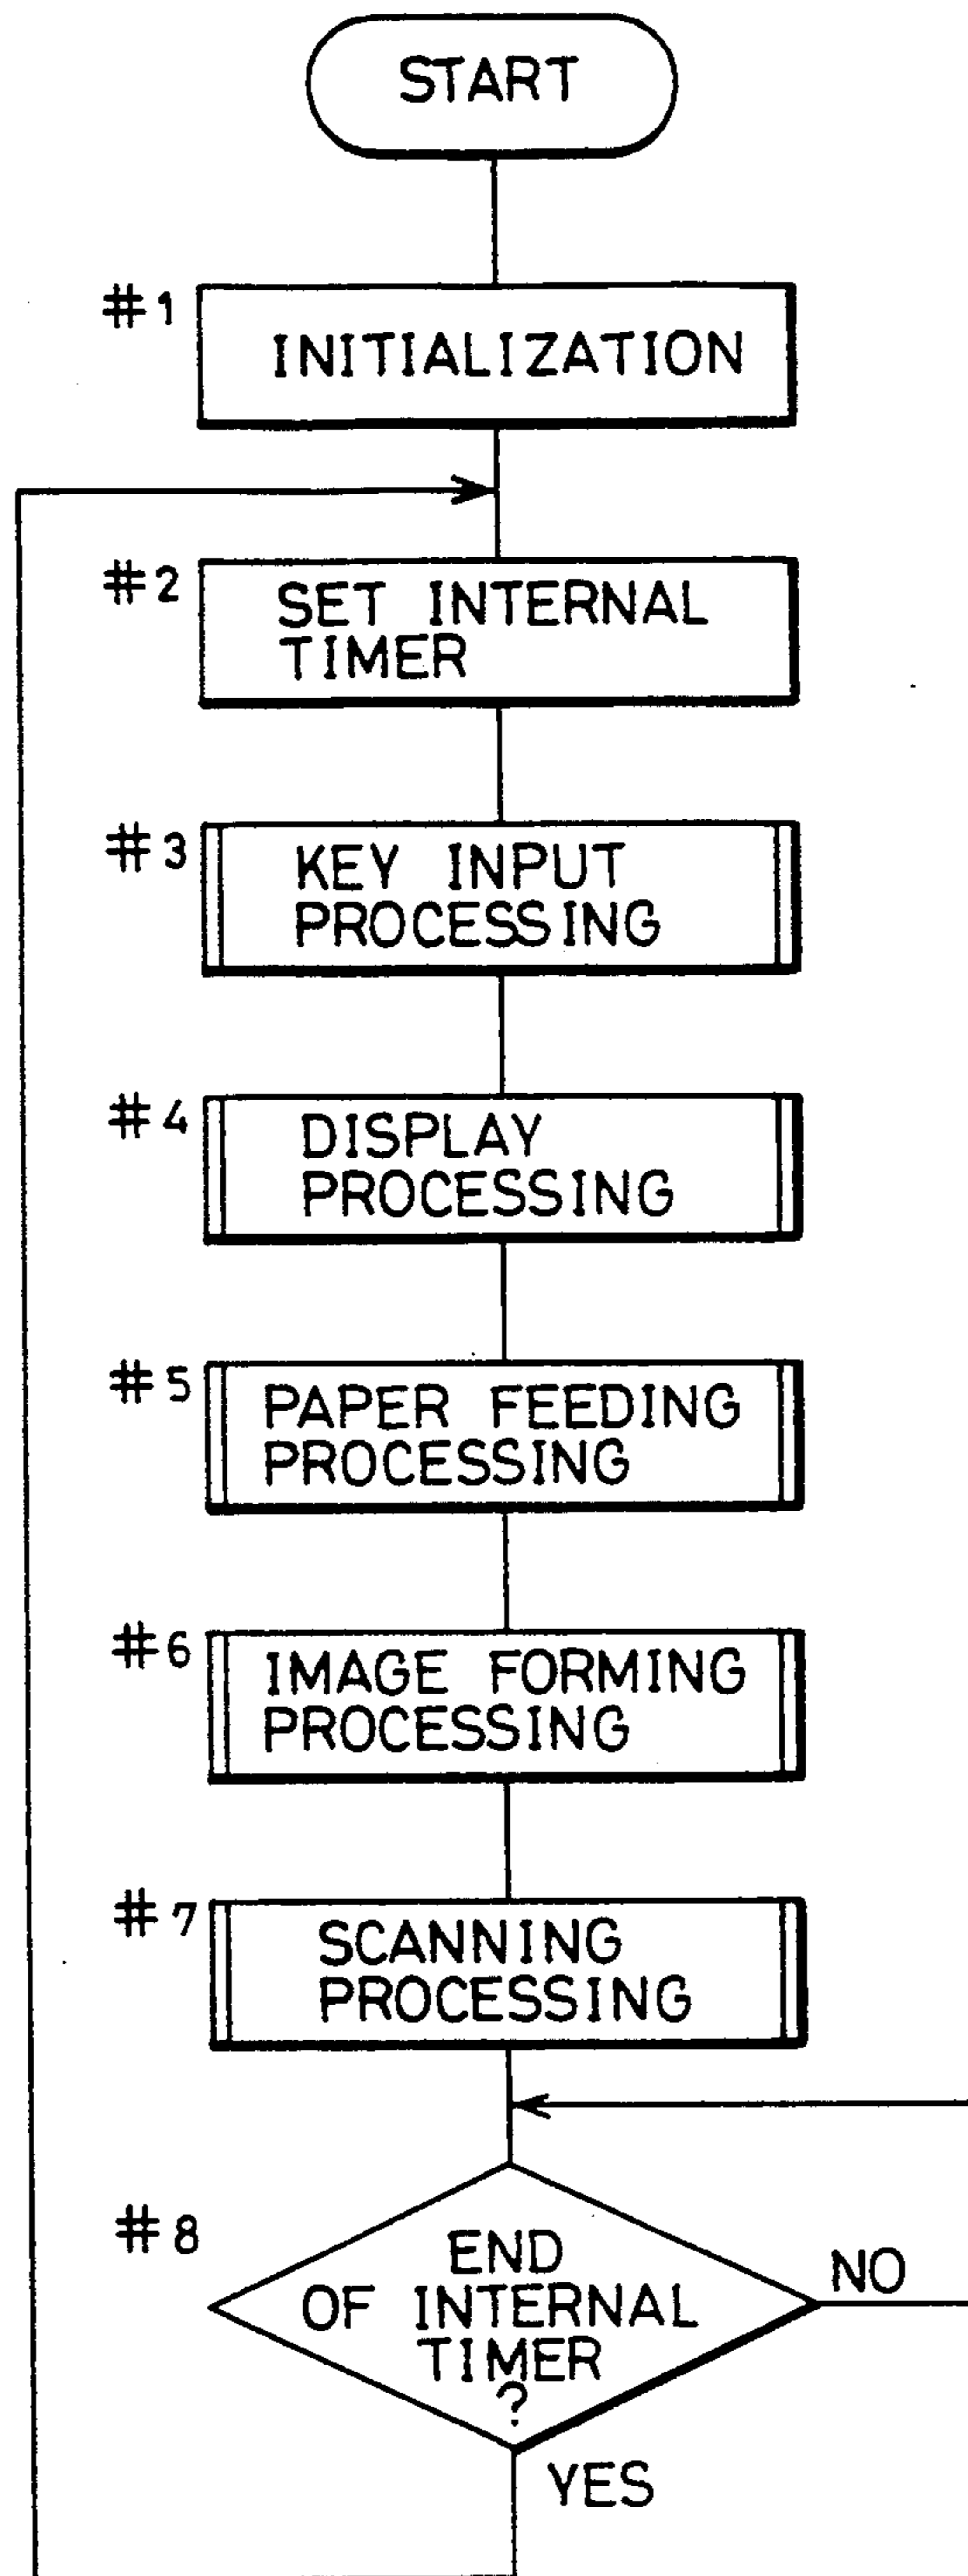 START
#1
INITIALIZATION
#2
SET INTERNAL
TIMER
#3
KEY INPUT
PROCESSING
#4
DISPLAY
PROCESSING
#5
PAPER FEEDING
PROCESSING
#6
IMAGE FORMING
PROCESSING
#7
SCANNING
PROCESSING
#8
END
OF INTERNAL
TIMER
?
NO
YES